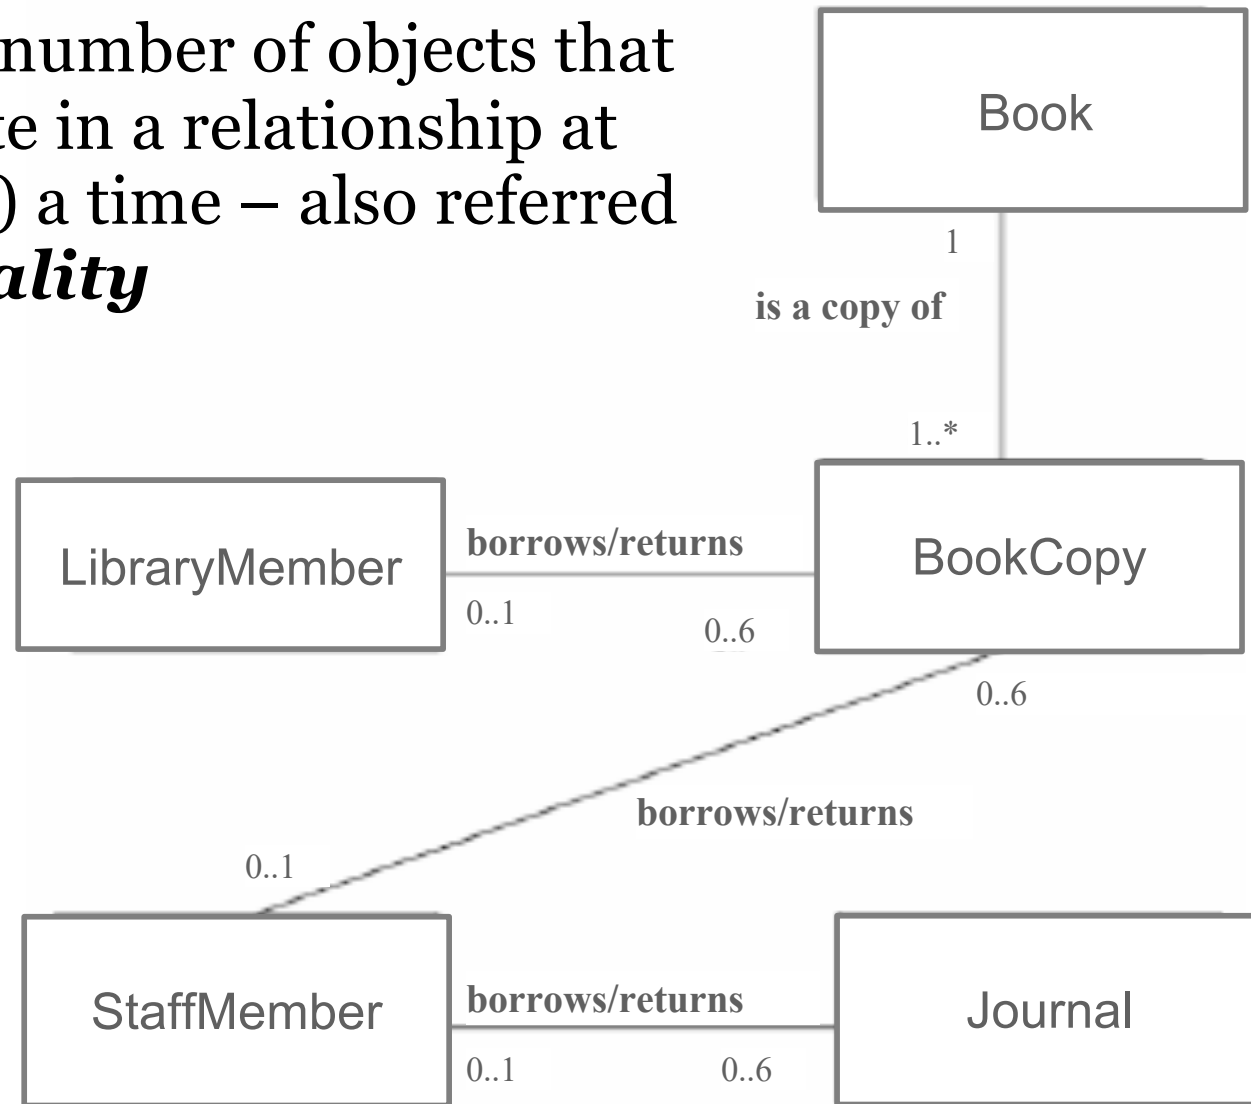 number of objects that
te in a relationship at
) a time – also referred
ality
Book
1
is a copy of
1..*
LibraryMember
borrows/returns
BookCopy
0..1
0..6
0..6
borrows/returns
0..1
StaffMember
borrows/returns
Journal
0..1
0..6